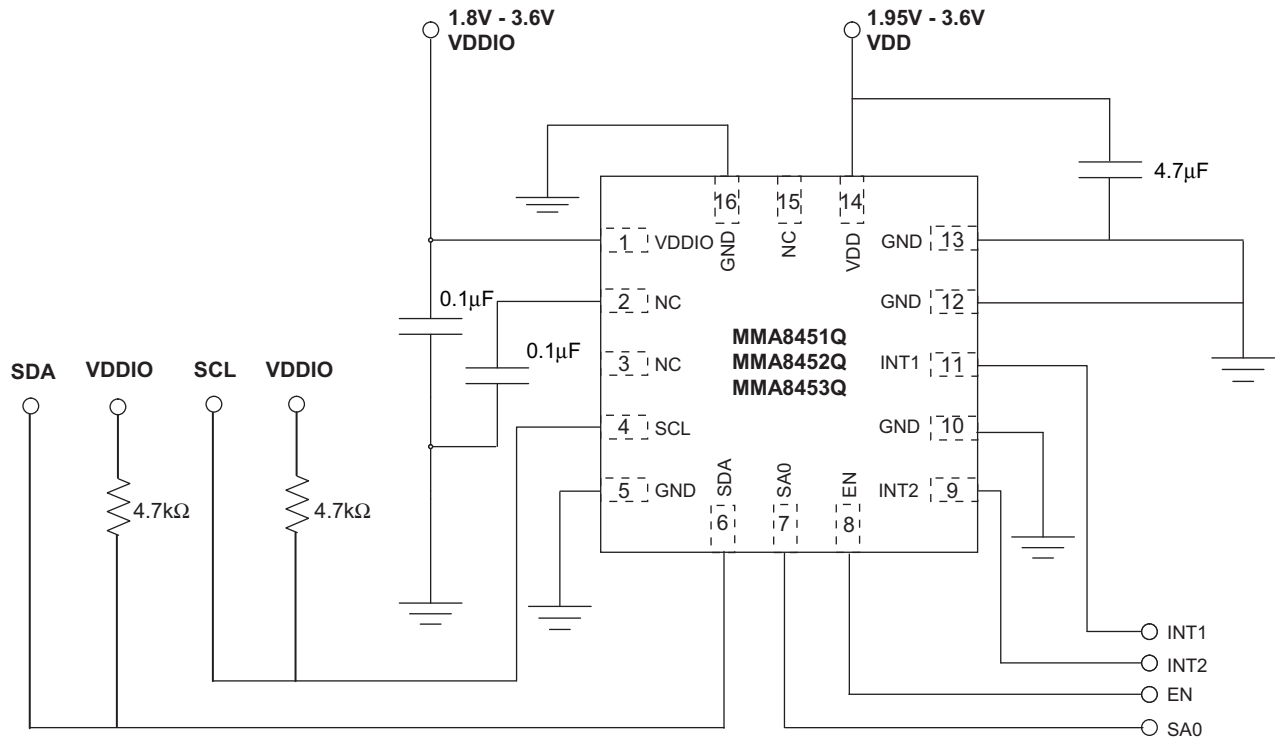 1.8V - 3.6V
VDDIO
1.95V - 3.6V
VDD
4.7μF
16
15
14
GND
NC
VDD
1
VDDIO
GND
13
2
NC
GND
12
0.1μF
0.1μF
MMA8451Q
MMA8452Q
MMA8453Q
3
NC
INT1
11
SDA
VDDIO
SCL
VDDIO
4
SCL
GND
10
5
GND
SDA
SA0
EN
INT2
9
6
7
8
4.7kΩ
4.7kΩ
INT1
INT2
EN
SA0